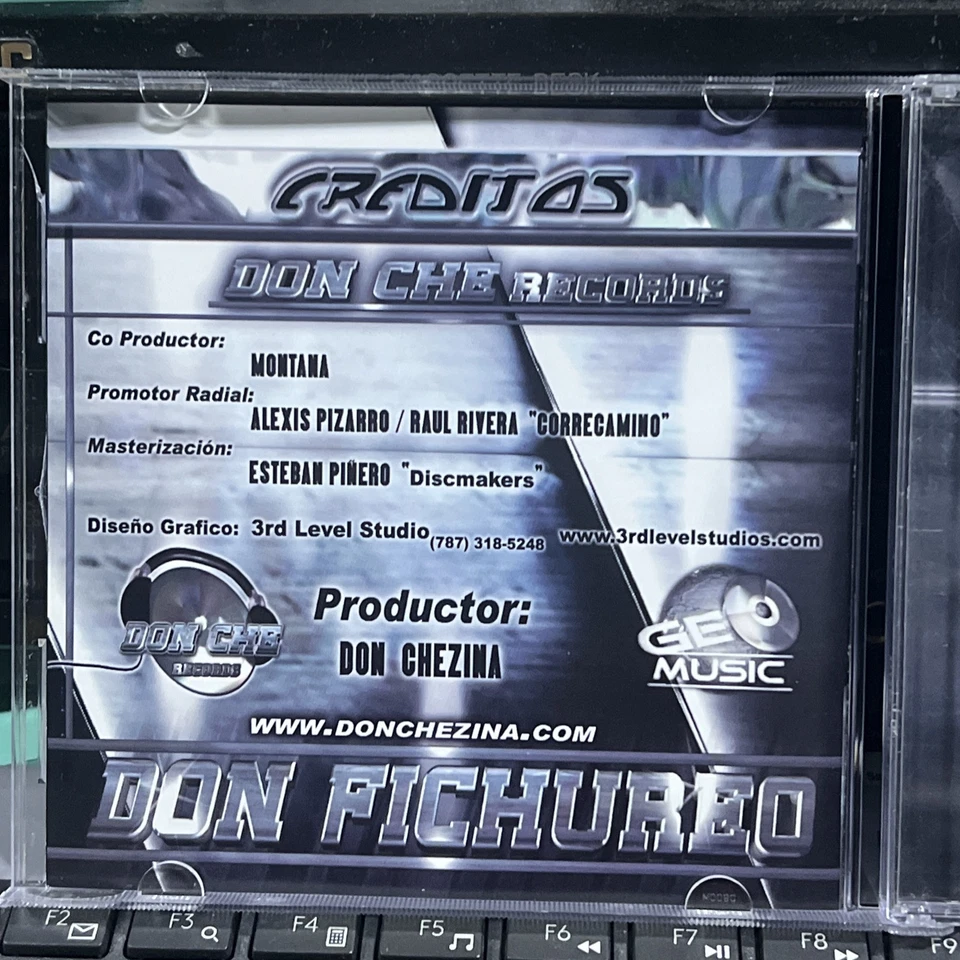 CREDITOS
DON CHE RECORDS
Co Productor:
MONTANA
Promotor Radial:
ALEXIS PIZARRO / RAUL RIVERA "CORRECAMINO"
Masterización:
ESTEBAN PIÑERO "Discmakers"
Diseño Grafico: 3rd Level Studio (787) 318-5248 www.3rdlevelstudios.com
Productor:
DON CHEZINA
DON CHE
RECORDS
GEO
MUSIC
WWW.DONCHEZINA.COM
DON FICHUREO
F2 F3 F4 F5 F6 F7 F8 F9